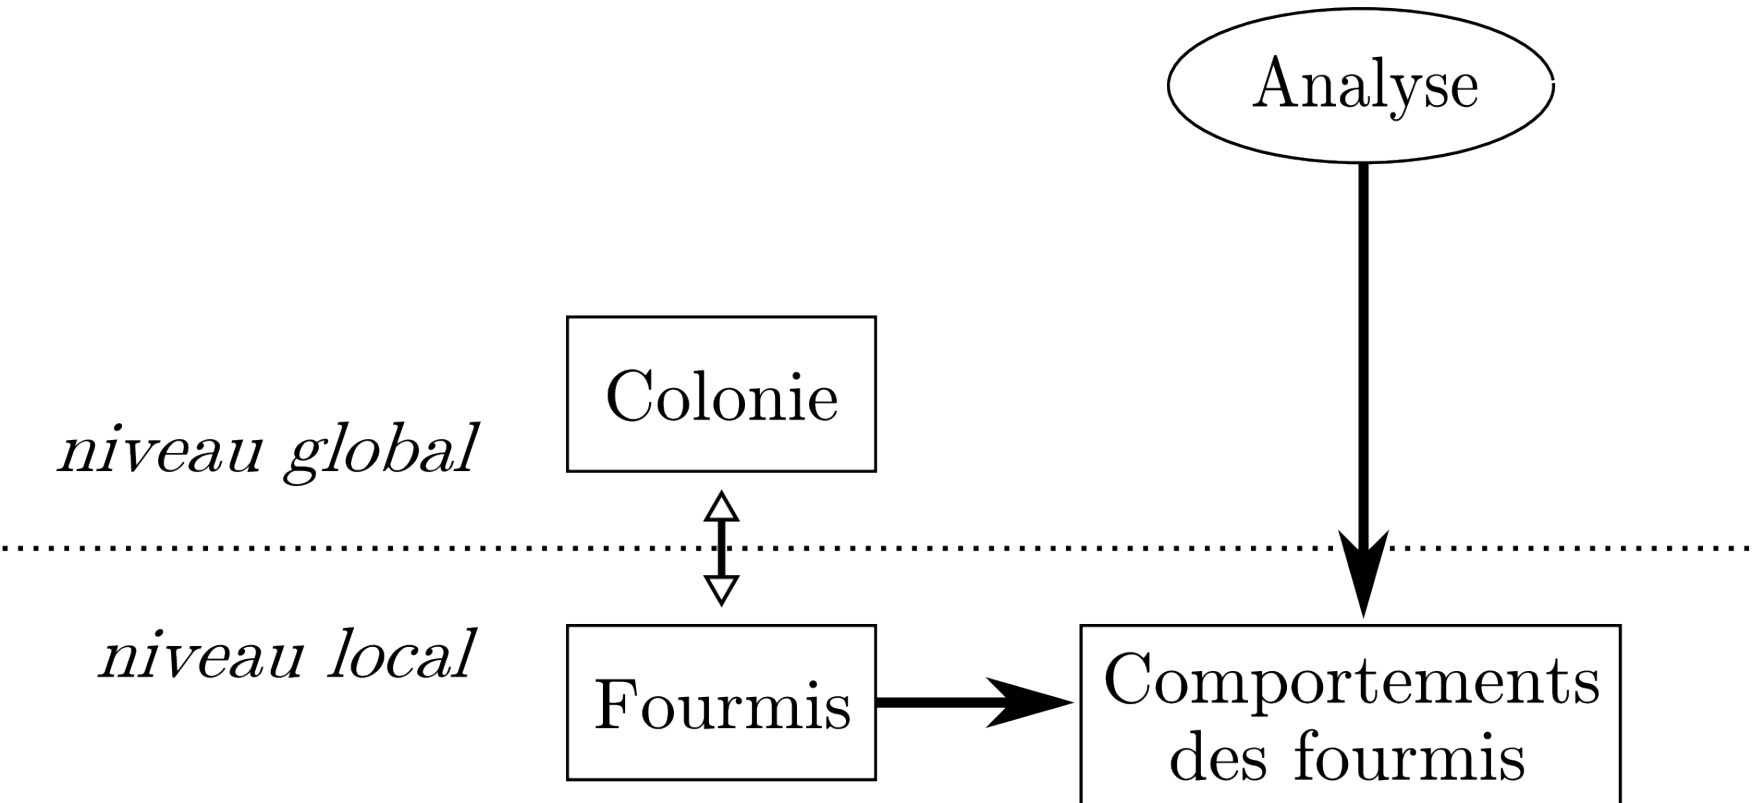 Analyse
Colonie
niveau global
niveau local
Fourmis
Comportements
des fourmis